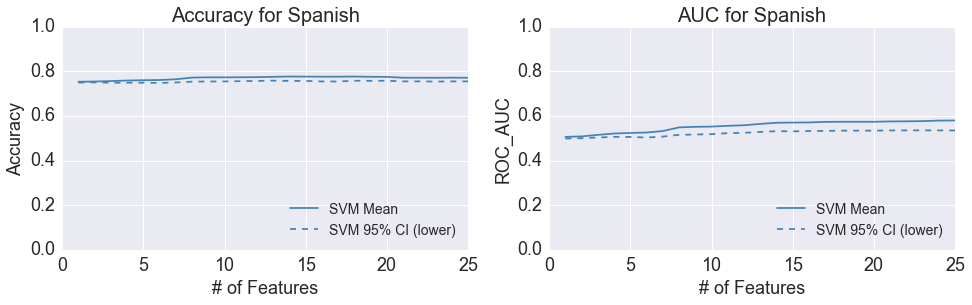 Accuracy for Spanish
1.0
0.8
0.6
0.4
0.2
0.0
Accuracy
SVM Mean
SVM 95% CI (lower)
0 5 10 15 20 25
# of Features
AUC for Spanish
1.0
0.8
0.6
0.4
0.2
0.0
ROC_AUC
SVM Mean
SVM 95% CI (lower)
0 5 10 15 20 25
# of Features